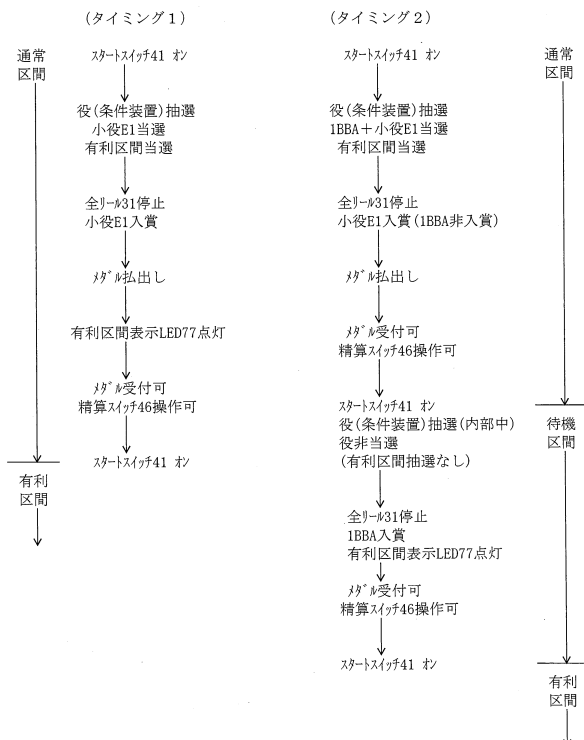 (タイミング1)
通常
区間
スタートスイッチ41 オン
役(条件装置)抽選
小役E1当選
有利区間当選
全リール31停止
小役E1入賞
メダル払出し
有利区間表示LED77点灯
メダル受付可
精算スイッチ46操作可
スタートスイッチ41 オン
有利
区間
(タイミング2)
通常
区間
スタートスイッチ41 オン
役(条件装置)抽選
1BBA+小役E1当選
有利区間当選
全リール31停止
小役E1入賞(1BBA非入賞)
メダル払出し
メダル受付可
精算スイッチ46操作可
スタートスイッチ41 オン
役(条件装置)抽選(内部中)
役非当選
(有利区間抽選なし)
待機
区間
全リール31停止
1BBA入賞
有利区間表示LED77点灯
メダル受付可
精算スイッチ46操作可
スタートスイッチ41 オン
有利
区間